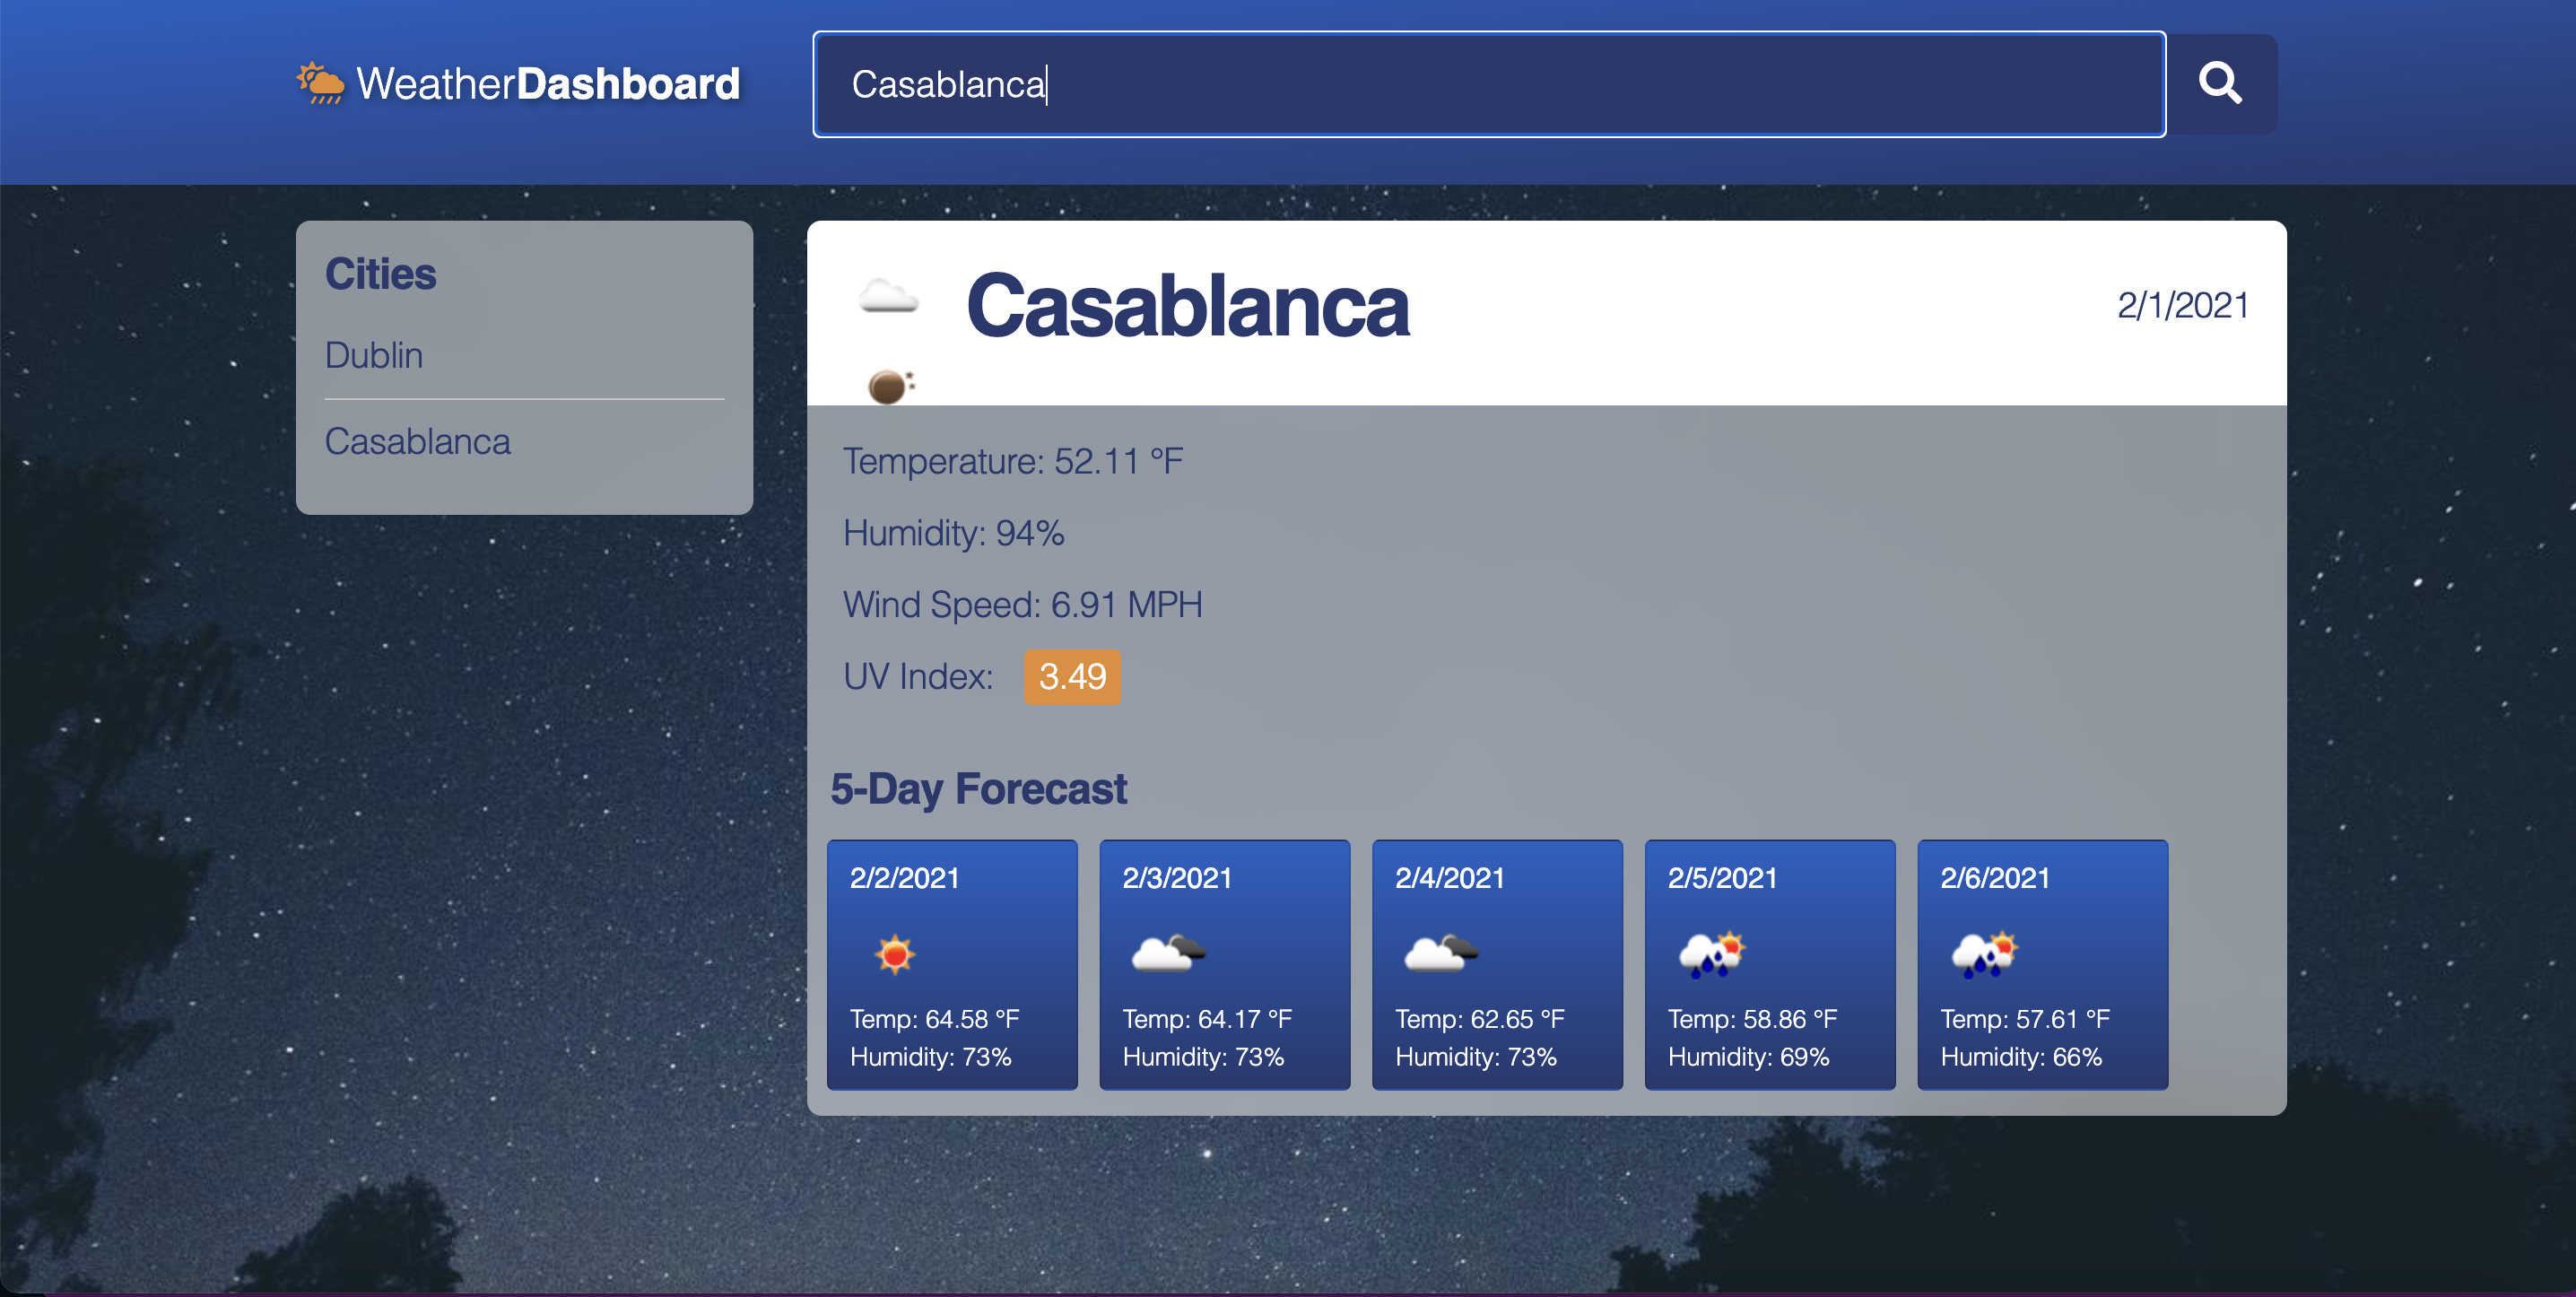 WeatherDashboard
Casablanca
Cities
Dublin
Casablanca
Casablanca
2/1/2021
Temperature: 52.11 °F
Humidity: 94%
Wind Speed: 6.91 MPH
UV Index: 3.49
5-Day Forecast
2/2/2021
Temp: 64.58 °F
Humidity: 73%
2/3/2021
Temp: 64.17 °F
Humidity: 73%
2/4/2021
Temp: 62.65 °F
Humidity: 73%
2/5/2021
Temp: 58.86 °F
Humidity: 69%
2/6/2021
Temp: 57.61 °F
Humidity: 66%